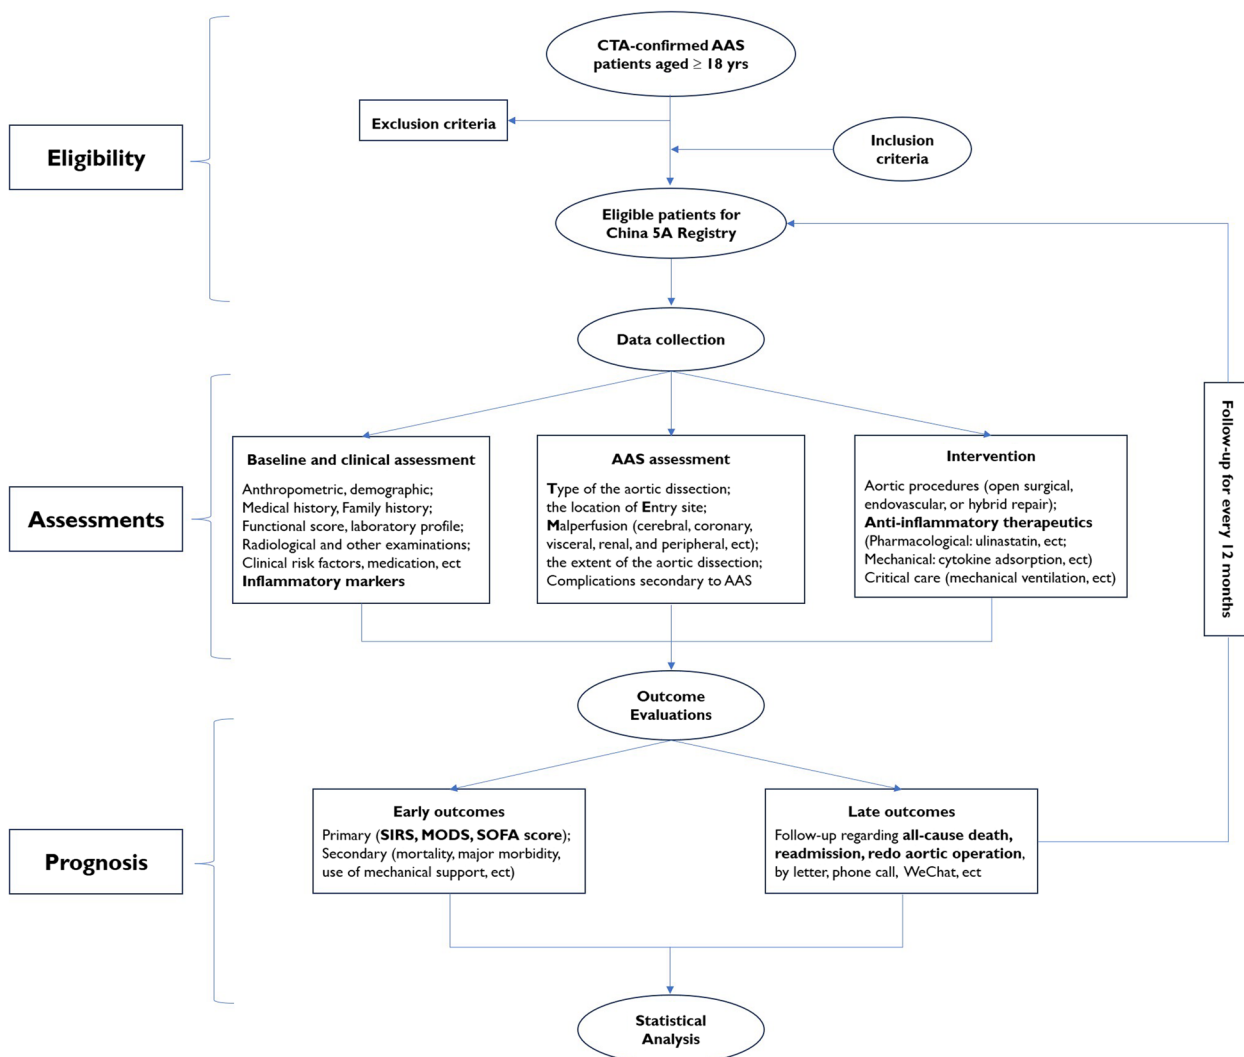 CTA-confirmed AAS
patients aged ≥ 18 yrs
Exclusion criteria
Inclusion
criteria
Eligibility
Eligible patients for
China 5A Registry
Data collection
Assessments
Baseline and clinical assessment
Anthropometric, demographic;
Medical history, Family history;
Functional score, laboratory profile;
Radiological and other examinations;
Clinical risk factors, medication, ect
Inflammatory markers
AAS assessment
Type of the aortic dissection;
the location of Entry site;
Malperfusion (cerebral, coronary,
visceral, renal, and peripheral, ect);
the extent of the aortic dissection;
Complications secondary to AAS
Intervention
Aortic procedures (open surgical,
endovascular, or hybrid repair);
Anti-inflammatory therapeutics
(Pharmacological: ulinastatin, ect;
Mechanical: cytokine adsorption, ect)
Critical care (mechanical ventilation, ect)
Follow-up for every 12 months
Outcome
Evaluations
Prognosis
Early outcomes
Primary (SIRS, MODS, SOFA score);
Secondary (mortality, major morbidity,
use of mechanical support, ect)
Late outcomes
Follow-up regarding all-cause death,
readmission, redo aortic operation,
by letter, phone call, WeChat, ect
Statistical
Analysis